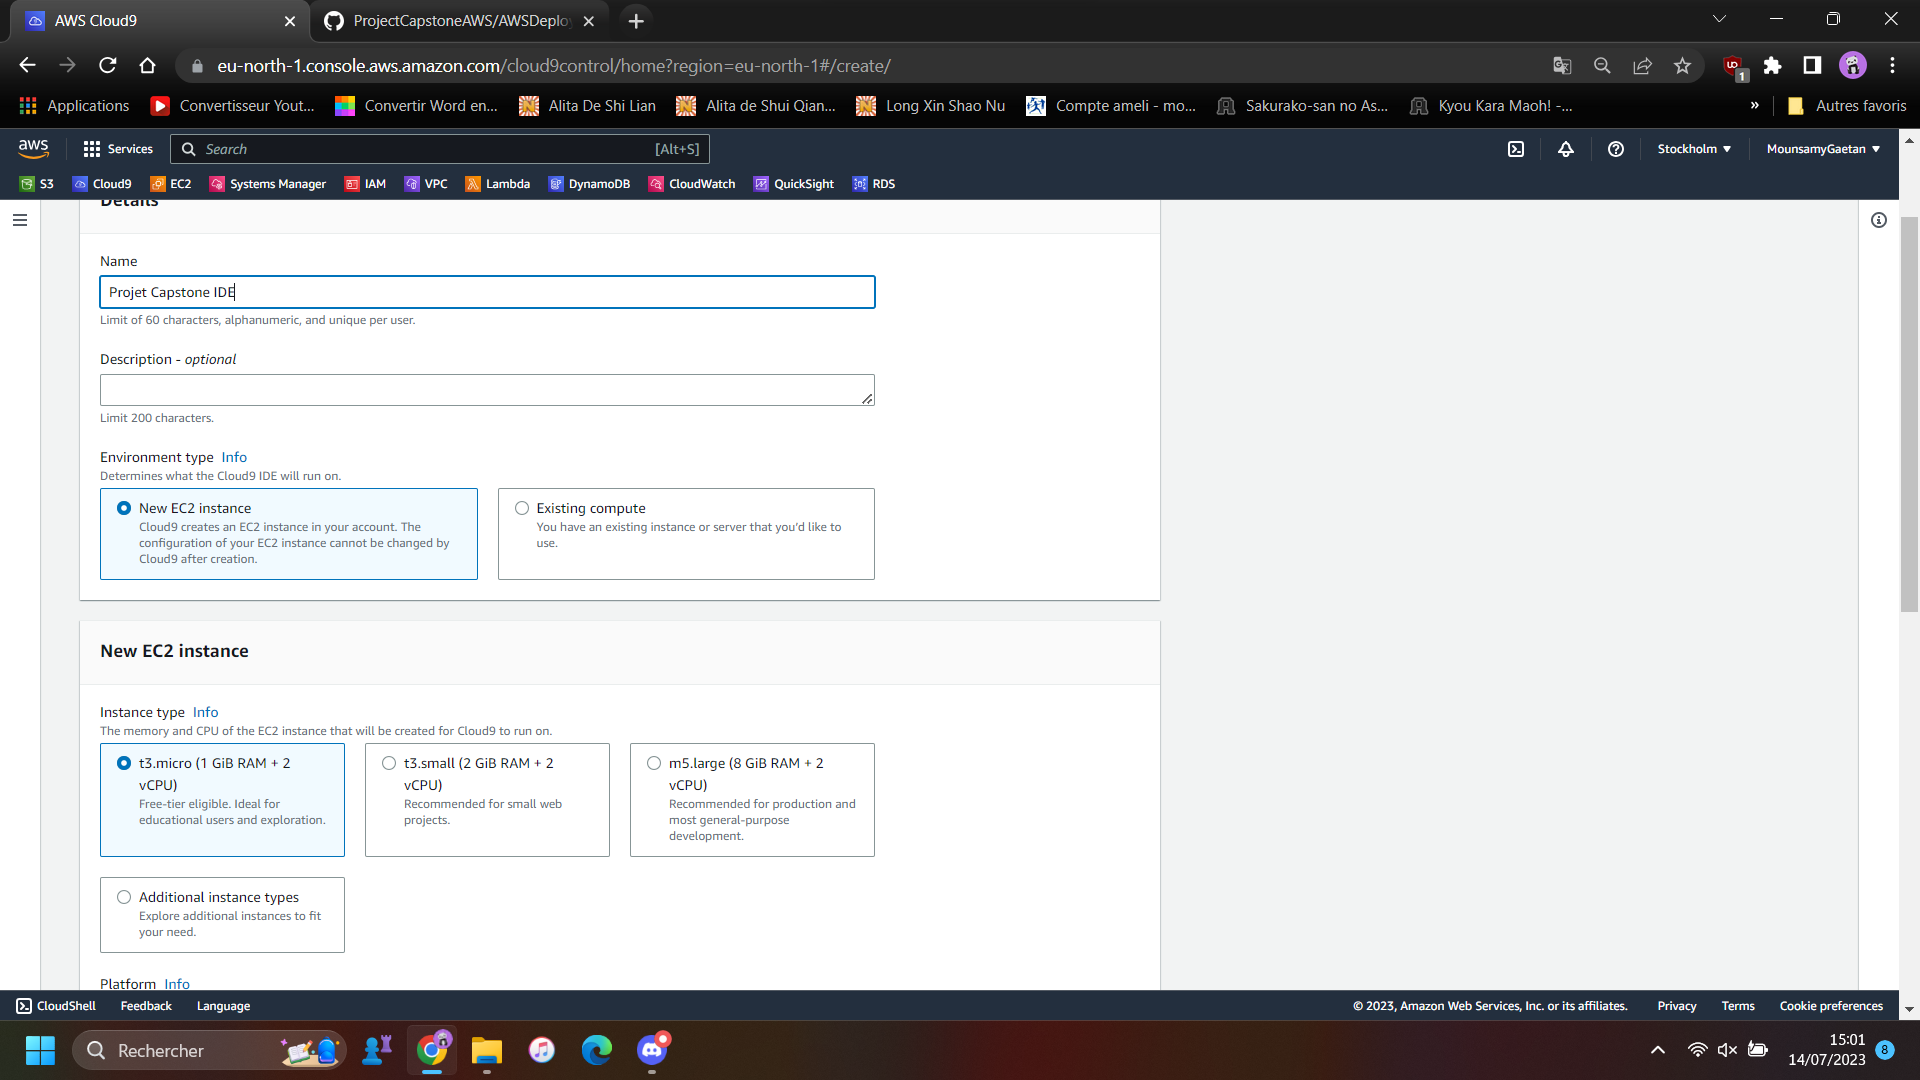 AWS Cloud9
ProjectCapstoneAWS/AWSDeplo
eu-north-1.console.aws.amazon.com/cloud9control/home?region=eu-north-1#/create/
1
Applications
Convertisseur Yout...
Convertir Word en...
Alita De Shi Lian
Alita de Shui Qian...
Long Xin Shao Nu
Compte ameli - mo...
Sakurako-san no As...
Kyou Kara Maoh! -...
»
Autres favoris
aws
Services
Search
[Alt+S]
Stockholm
MounsamyGaetan
S3
Cloud9
EC2
Systems Manager
IAM
VPC
Lambda
DynamoDB
CloudWatch
QuickSight
RDS
Details
Name
Projet Capstone IDE
Limit of 60 characters, alphanumeric, and unique per user.
Description - optional
Limit 200 characters.
Environment type Info
Determines what the Cloud9 IDE will run on.
New EC2 instance
Cloud9 creates an EC2 instance in your account. The
configuration of your EC2 instance cannot be changed by
Cloud9 after creation.
Existing compute
You have an existing instance or server that you'd like to
use.
New EC2 instance
Instance type Info
The memory and CPU of the EC2 instance that will be created for Cloud9 to run on.
t3.micro (1 GiB RAM + 2
vCPU)
Free-tier eligible. Ideal for
educational users and exploration.
t3.small (2 GiB RAM + 2
vCPU)
Recommended for small web
projects.
m5.large (8 GiB RAM + 2
vCPU)
Recommended for production and
most general-purpose
development.
Additional instance types
Explore additional instances to fit
your need.
Platform Info
CloudShell
Feedback
Language
© 2023, Amazon Web Services, Inc. or its affiliates.
Privacy
Terms
Cookie preferences
Rechercher
15:01
14/07/2023
8